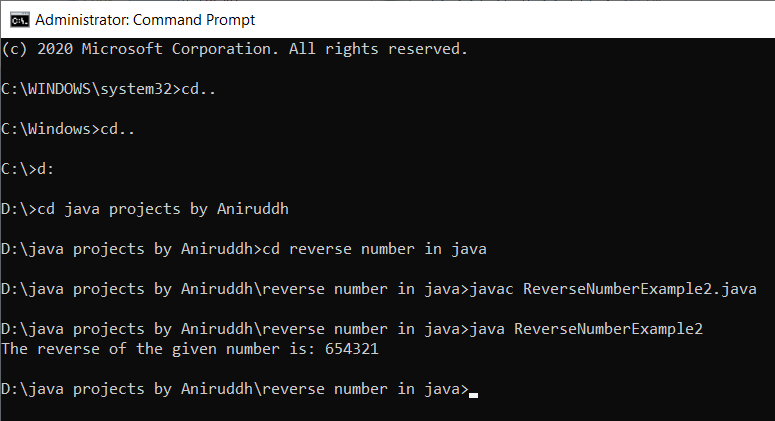 Administrator: Command Prompt
(c) 2020 Microsoft Corporation. All rights reserved.
C:\WINDOWS\system32>cd..
C:\Windows>cd..
C:\>d:
D:\>cd java projects by Aniruddh
D:\java projects by Aniruddh>cd reverse number in java
D:\java projects by Aniruddh\reverse number in java>javac ReverseNumberExample2.java
D:\java projects by Aniruddh\reverse number in java>java ReverseNumberExample2
The reverse of the given number is: 654321
D:\java projects by Aniruddh\reverse number in java>